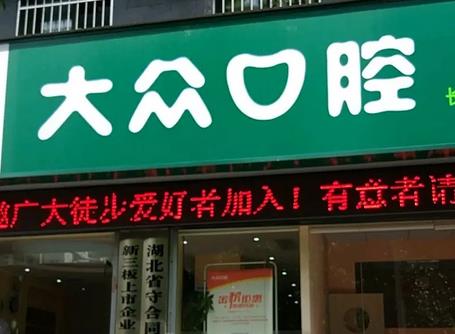 大众口腔
邀广大徒步爱好者加入！有意者请
湖北省守合同
新三板上市企业